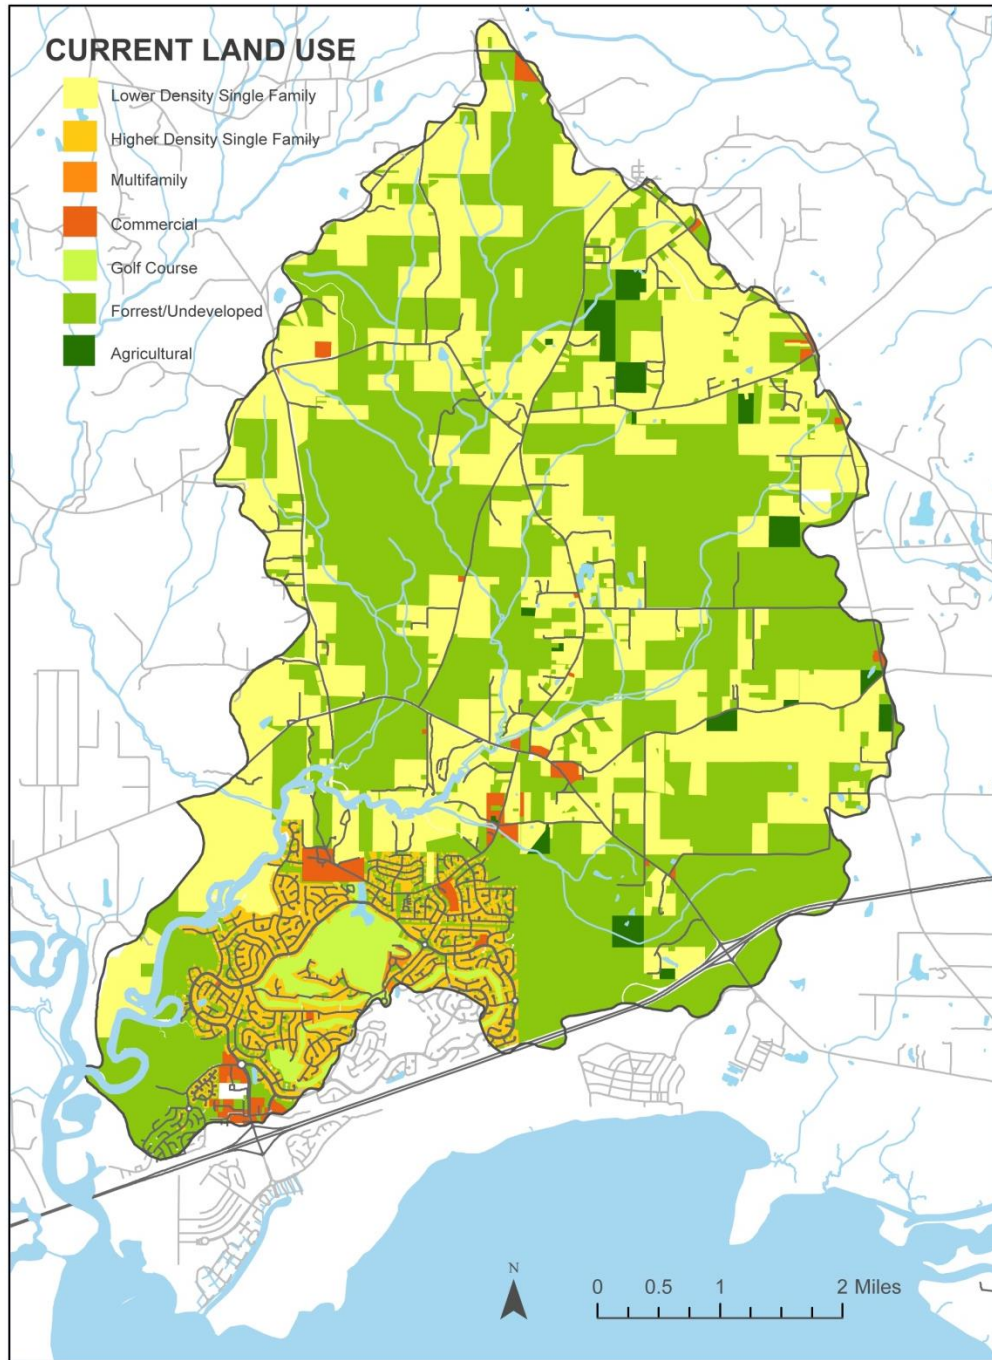 CURRENT LAND USE
Lower Density Single Family
Higher Density Single Family
Multifamily
Commercial
Golf Course
Forrest/Undeveloped
Agricultural
N
0 0.5 1 2 Miles